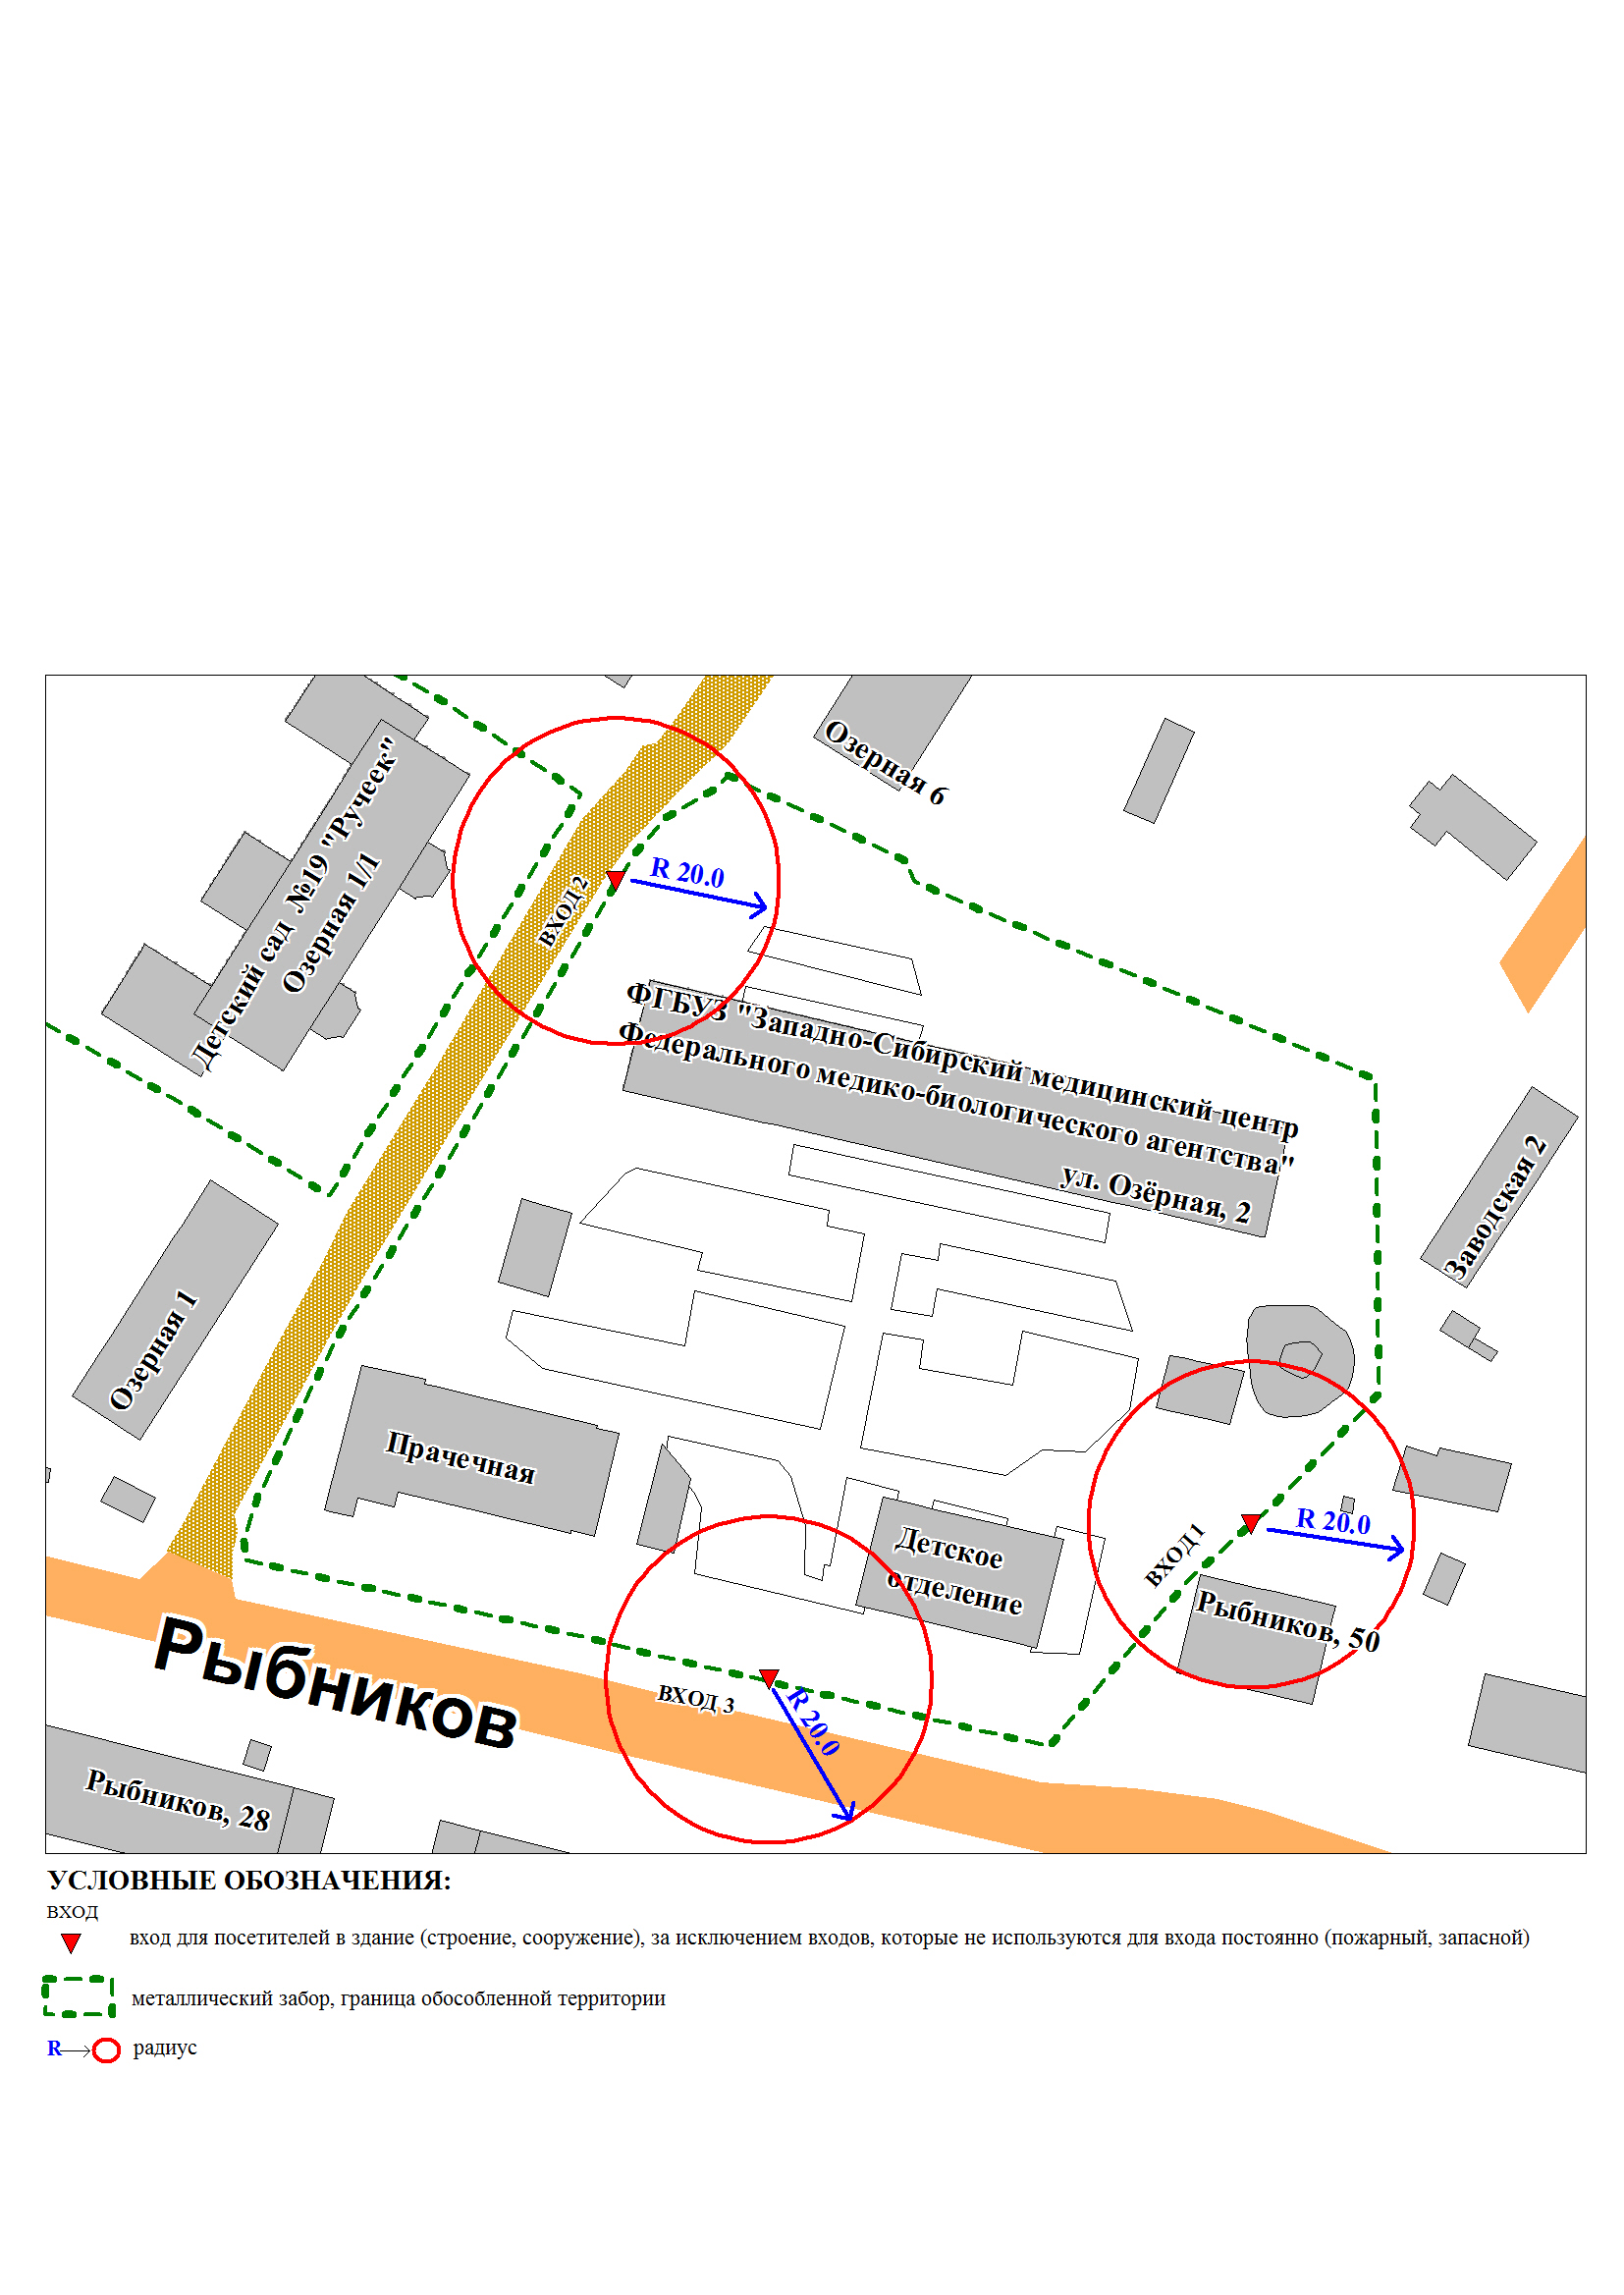 Озерная 6
Детский сад №19 "Ручеек"
Озерная 1/1
ВХОД 2
R 20.0
ФГБУЗ "Западно-Сибирский медицинский центр
Федерального медико-биологического агентства"
ул. Озёрная, 2
Заводская 2
Озерная 1
Прачечная
Детское
отделение
ВХОД 1
R 20.0
Рыбников, 50
Рыбников
ВХОД 3
R 20.0
Рыбников, 28
УСЛОВНЫЕ ОБОЗНАЧЕНИЯ:
ВХОД
вход для посетителей в здание (строение, сооружение), за исключением входов, которые не используются для входа постоянно (пожарный, запасной)
металлический забор, граница обособленной территории
R радиус